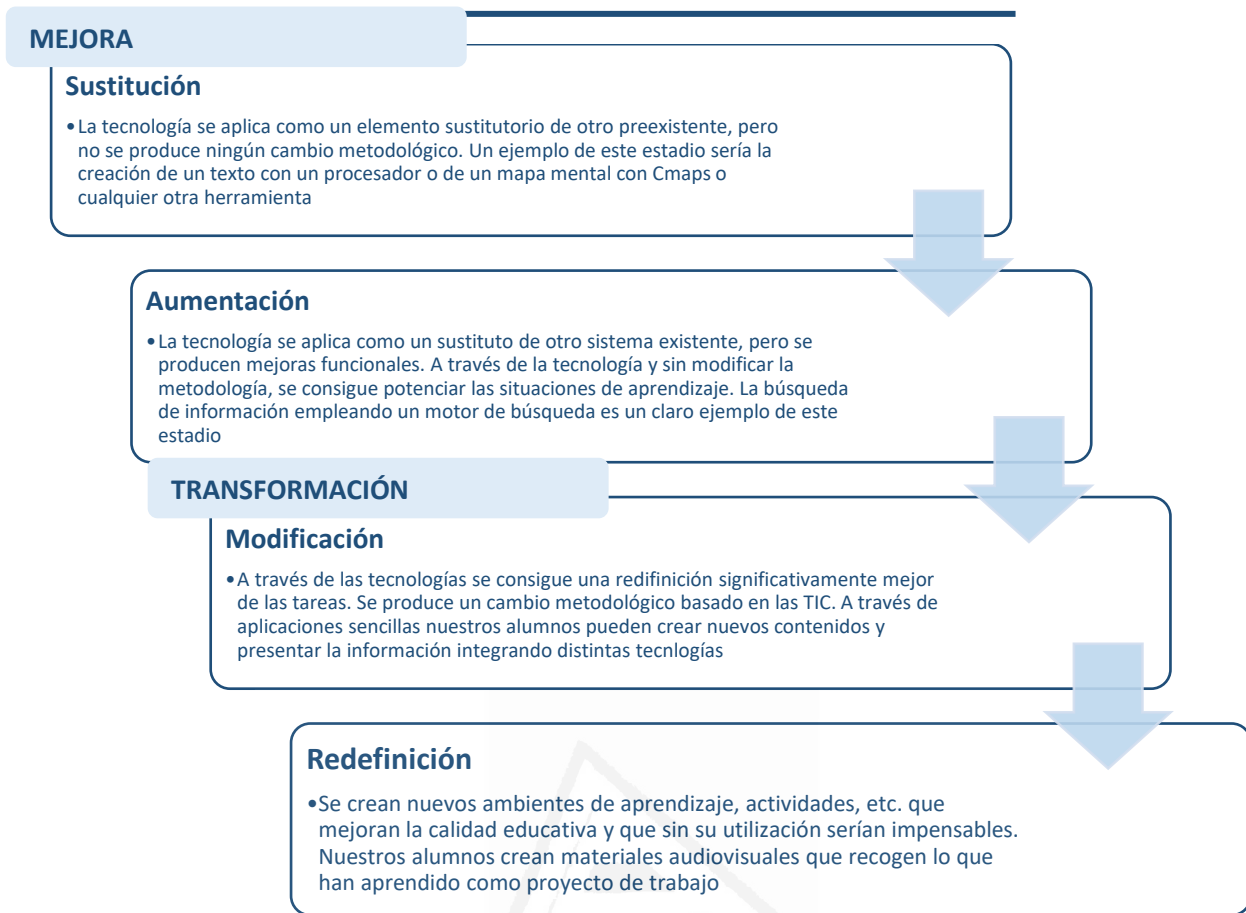 MEJORA
Sustitución
•La tecnología se aplica como un elemento sustitutorio de otro preexistente, pero
no se produce ningún cambio metodológico. Un ejemplo de este estadio sería la
creación de un texto con un procesador o de un mapa mental con Cmaps o
cualquier otra herramienta
Aumentación
•La tecnología se aplica como un sustituto de otro sistema existente, pero se
producen mejoras funcionales. A través de la tecnología y sin modificar la
metodología, se consigue potenciar las situaciones de aprendizaje. La búsqueda
de información empleando un motor de búsqueda es un claro ejemplo de este
estadio
TRANSFORMACIÓN
Modificación
•A través de las tecnologías se consigue una redifinición significativamente mejor
de las tareas. Se produce un cambio metodológico basado en las TIC. A través de
aplicaciones sencillas nuestros alumnos pueden crear nuevos contenidos y
presentar la información integrando distintas tecnlogías
Redefinición
•Se crean nuevos ambientes de aprendizaje, actividades, etc. que
mejoran la calidad educativa y que sin su utilización serían impensables.
Nuestros alumnos crean materiales audiovisuales que recogen lo que
han aprendido como proyecto de trabajo